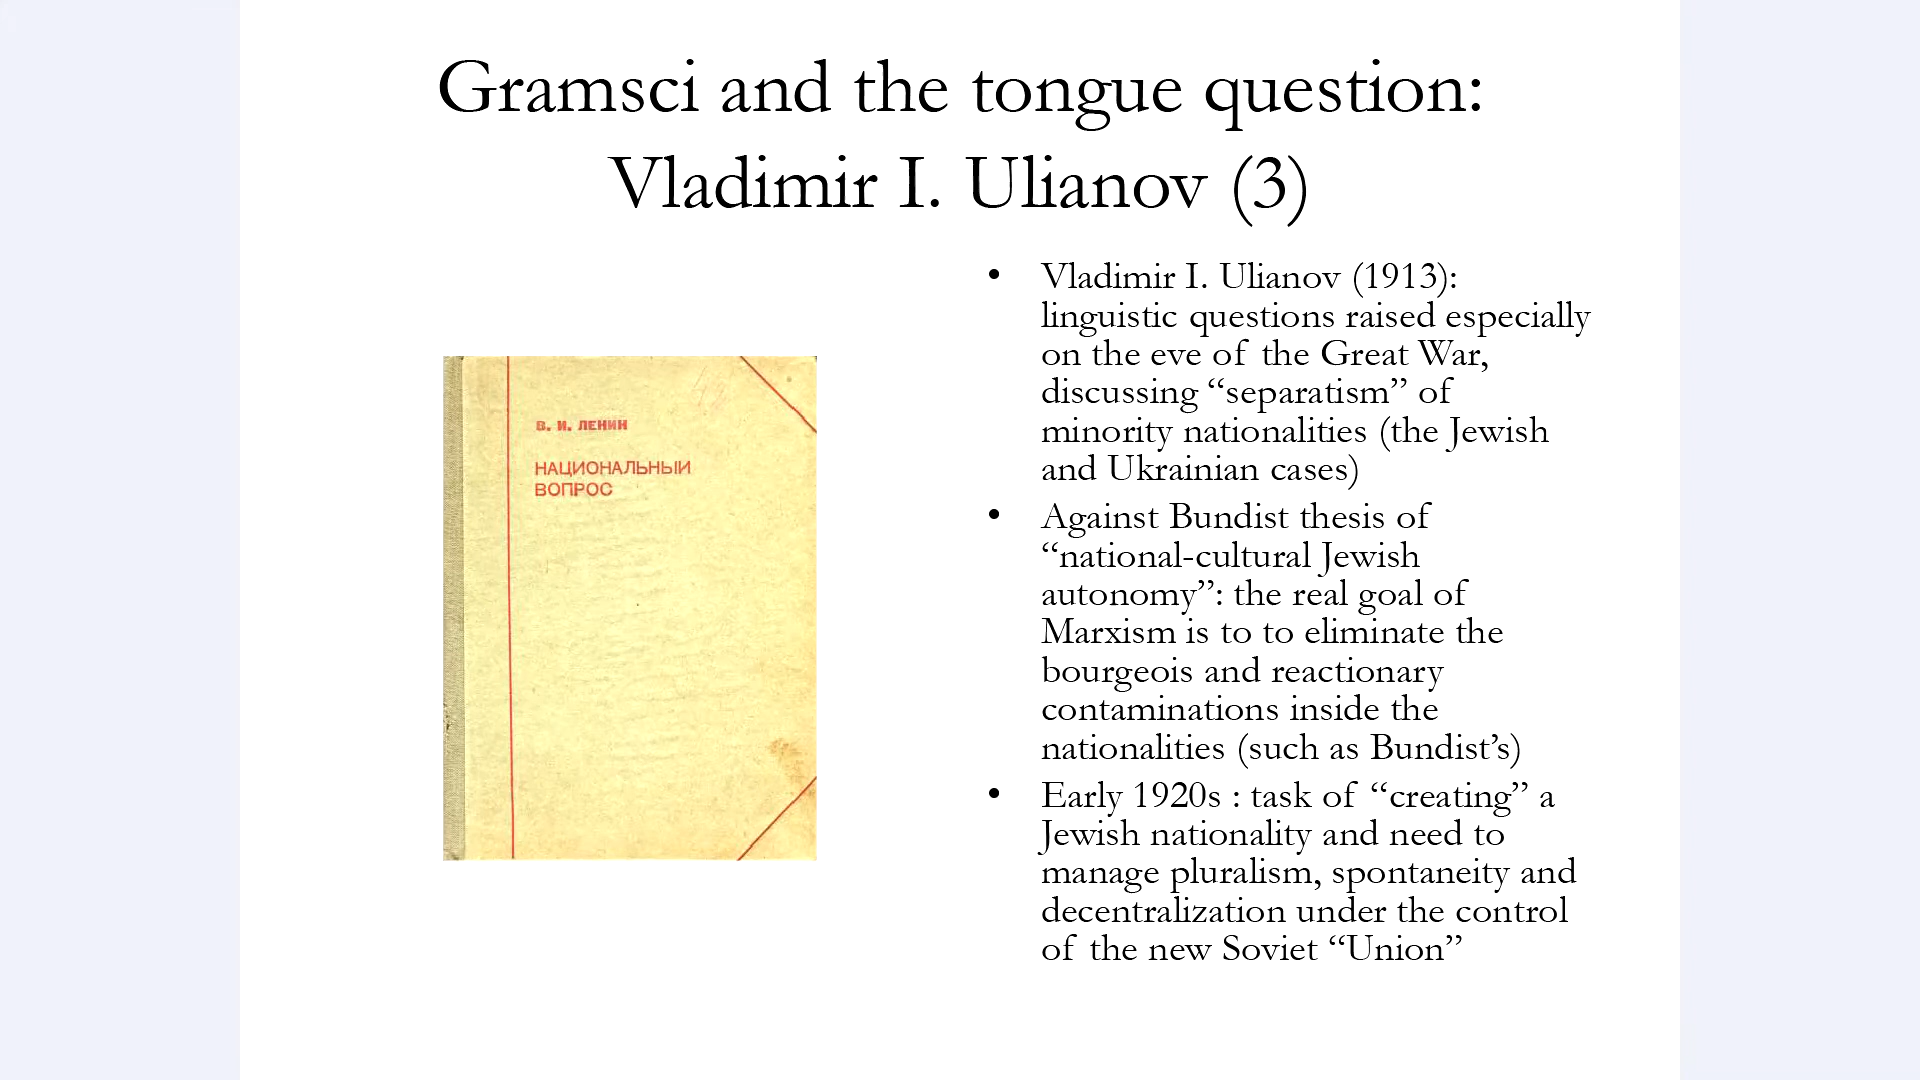 Gramsci and the tongue question:
Vladimir I. Ulianov (3)
В. И. ЛЕНИН
НАЦИОНАЛЬНЫЙ
ВОПРОС
• Vladimir I. Ulianov (1913):
linguistic questions raised especially
on the eve of the Great War,
discussing “separatism” of
minority nationalities (the Jewish
and Ukrainian cases)
• Against Bundist thesis of
“national-cultural Jewish
autonomy”: the real goal of
Marxism is to to eliminate the
bourgeois and reactionary
contaminations inside the
nationalities (such as Bundist’s)
• Early 1920s : task of “creating” a
Jewish nationality and need to
manage pluralism, spontaneity and
decentralization under the control
of the new Soviet “Union”